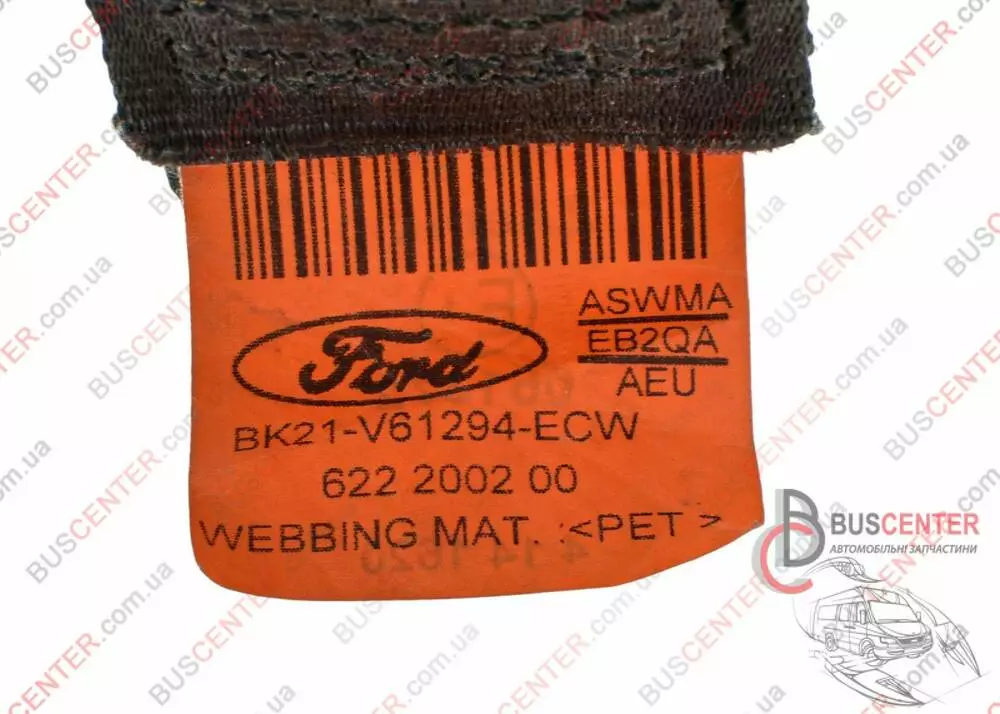 ASWMA
EB2QA
AEU
Ford
BK21-V61294-ECW
622 2002 00
WEBBING MAT. :<PET>
BUSCENTER
АВТОМОБІЛЬНІ ЗАПЧАСТИНИ
BUSCENTER.com.ua